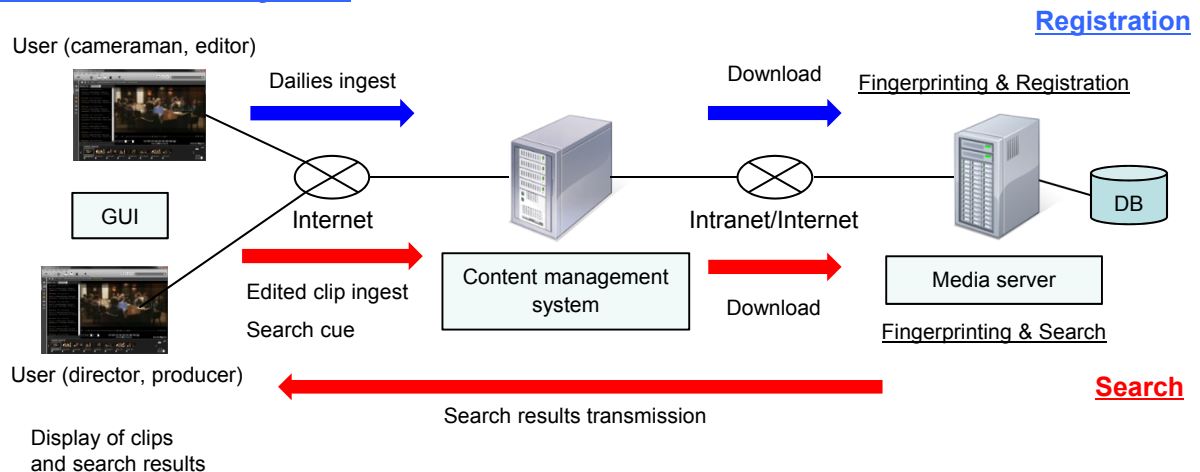 Registration
User (cameraman, editor)
Dailies ingest
Download
Fingerprinting & Registration
GUI
Internet
Intranet/Internet
DB
Edited clip ingest
Search cue
Content management
system
Download
Media server
Fingerprinting & Search
User (director, producer)
Search results transmission
Search
Display of clips
and search results